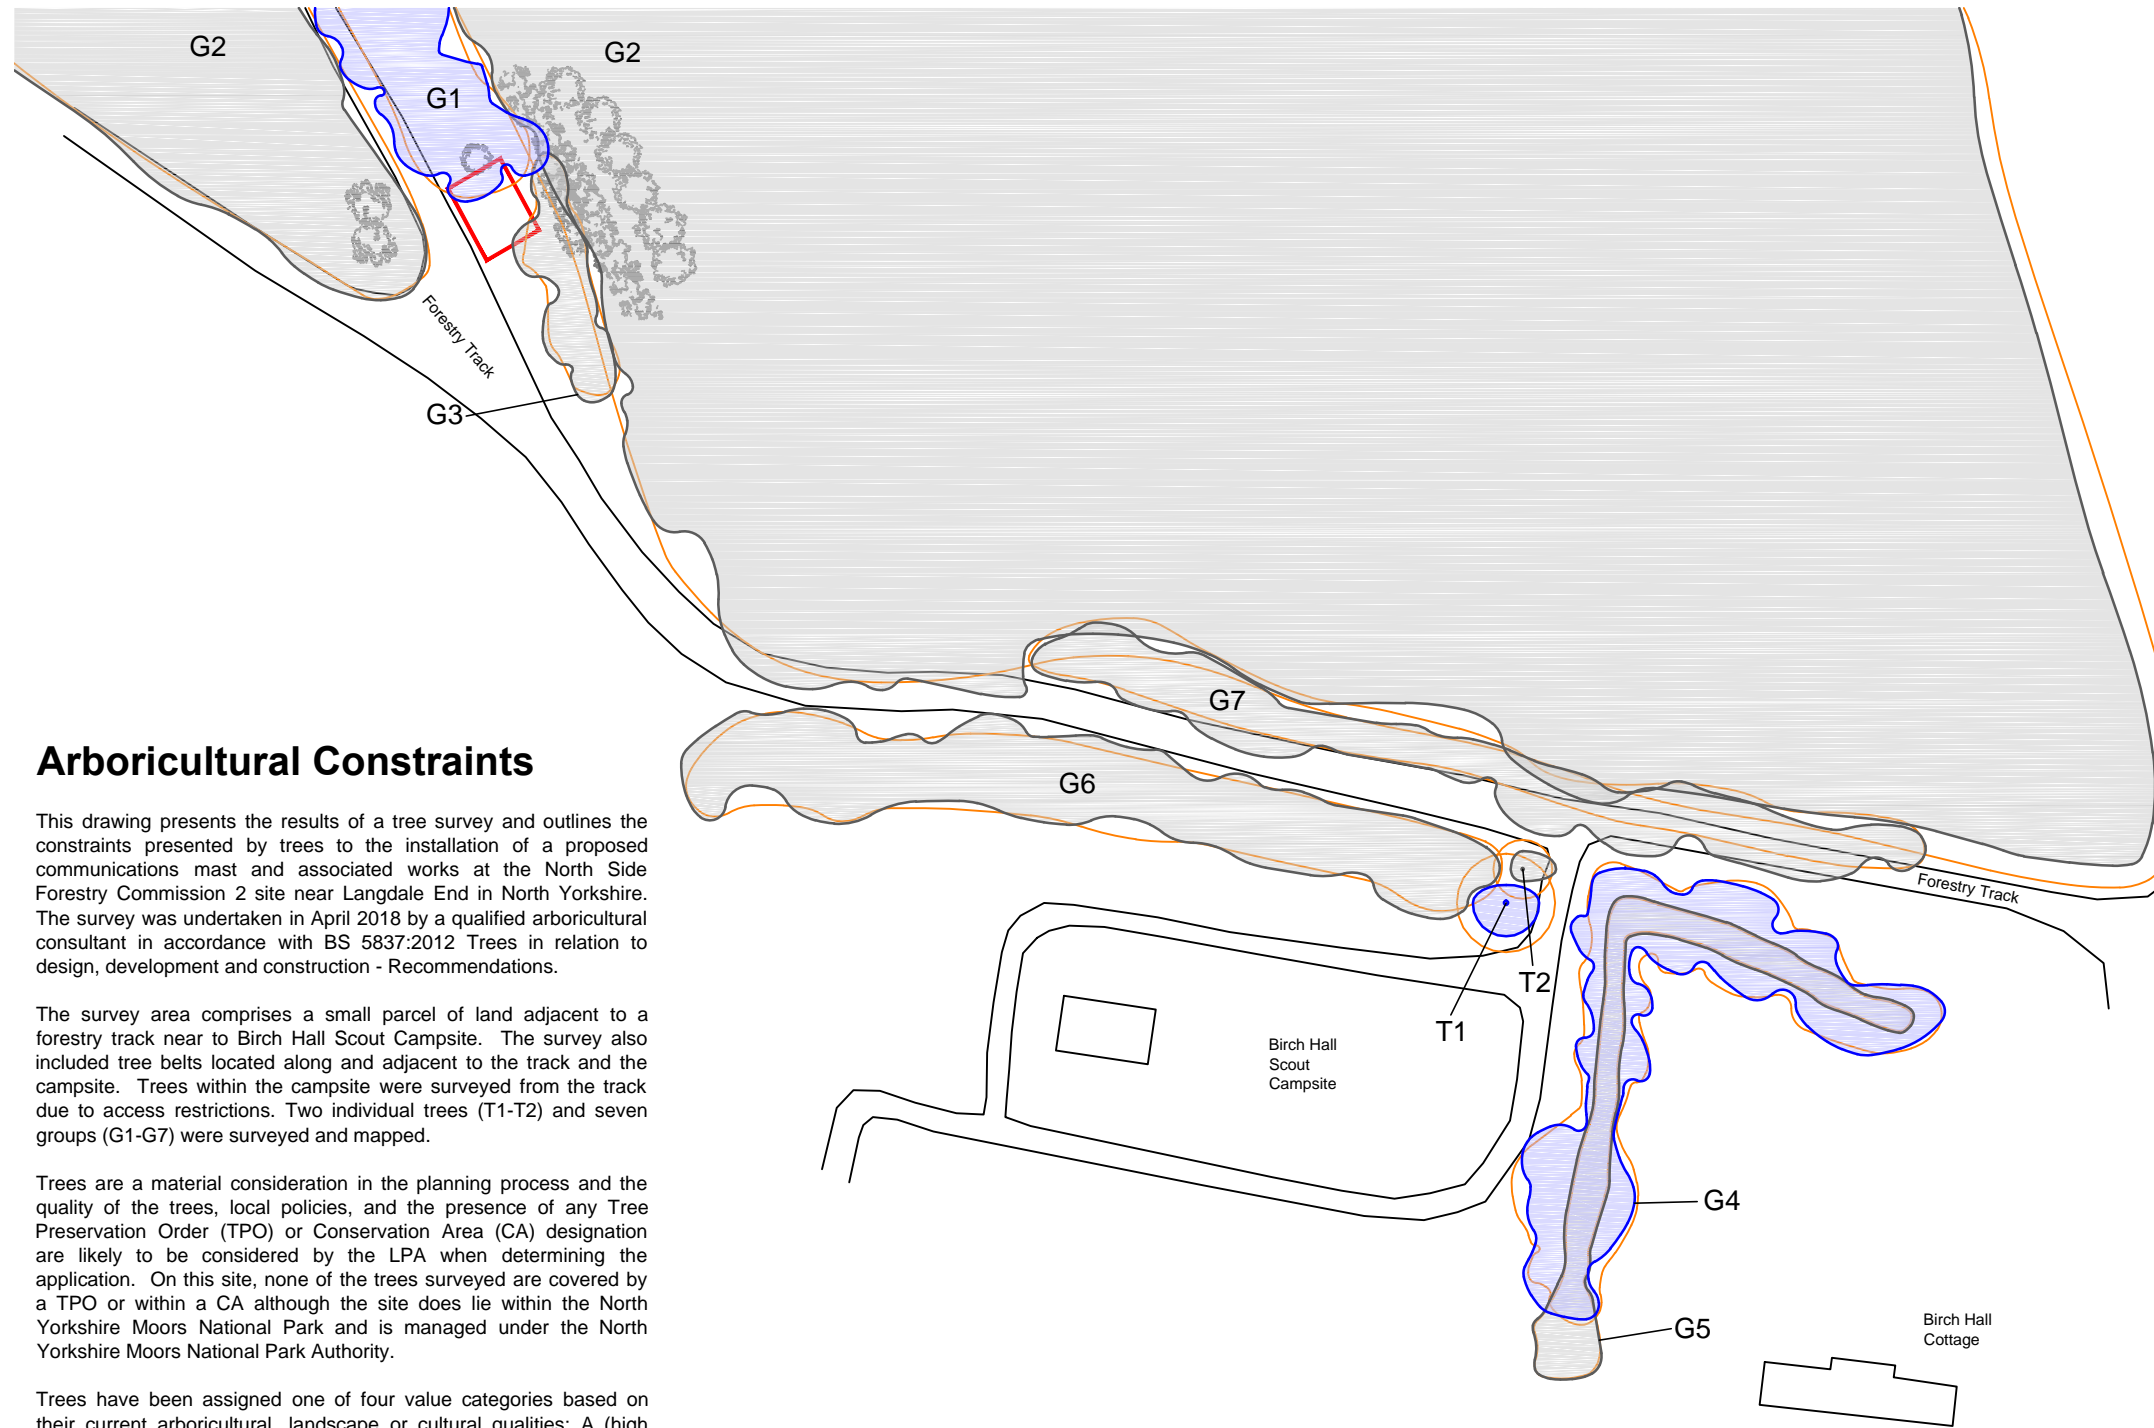 G2
G2
G1
Forestry Track
G3
G7
G6
Arboricultural Constraints
This drawing presents the results of a tree survey and outlines the
constraints presented by trees to the installation of a proposed
communications mast and associated works at the North Side
Forestry Commission 2 site near Langdale End in North Yorkshire.
The survey was undertaken in April 2018 by a qualified arboricultural
consultant in accordance with BS 5837:2012 Trees in relation to
design, development and construction - Recommendations.
The survey area comprises a small parcel of land adjacent to a
forestry track near to Birch Hall Scout Campsite. The survey also
included tree belts located along and adjacent to the track and the
campsite. Trees within the campsite were surveyed from the track
due to access restrictions. Two individual trees (T1-T2) and seven
groups (G1-G7) were surveyed and mapped.
Trees are a material consideration in the planning process and the
quality of the trees, local policies, and the presence of any Tree
Preservation Order (TPO) or Conservation Area (CA) designation
are likely to be considered by the LPA when determining the
application. On this site, none of the trees surveyed are covered by
a TPO or within a CA although the site does lie within the North
Yorkshire Moors National Park and is managed under the North
Yorkshire Moors National Park Authority.
Trees have been assigned one of four value categories based on
their current arboricultural, landscape or cultural qualities: A (high
Forestry Track
T2
T1
Birch Hall
Scout
Campsite
G4
G5
Birch Hall
Cottage